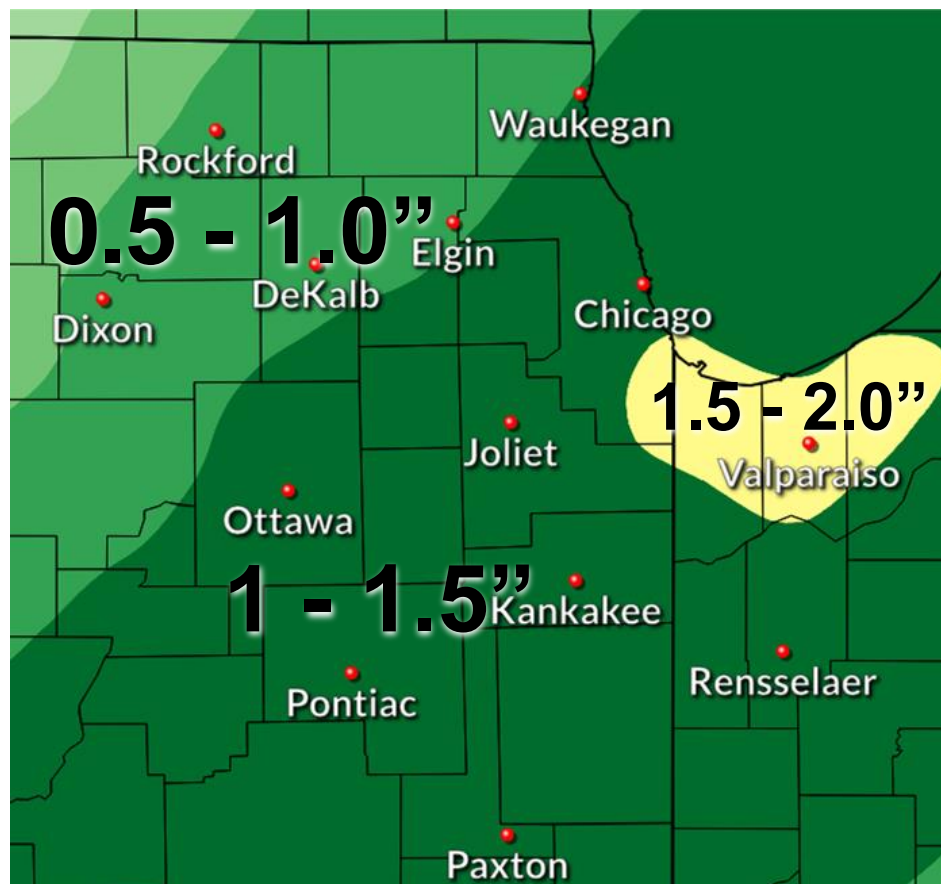 Waukegan
Rockford
0.5 - 1.0”
Elgin
DeKalb
Chicago
Dixon
1.5 - 2.0”
Joliet
Valparaiso
Ottawa
1 - 1.5”
Kankakee
Rensselaer
Pontiac
Paxton